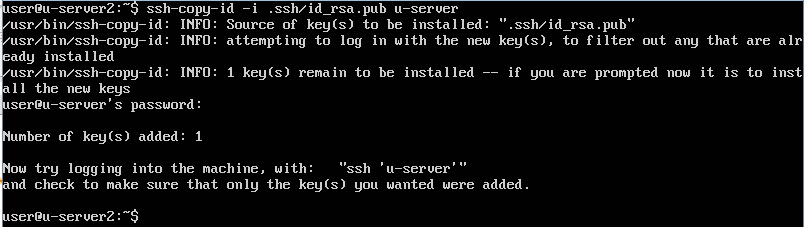 user@u-server2:~$ ssh-copy-id -i .ssh/id_rsa.pub u-server
/usr/bin/ssh-copy-id: INFO: Source of key(s) to be installed: ".ssh/id_rsa.pub"
/usr/bin/ssh-copy-id: INFO: attempting to log in with the new key(s), to filter out any that are alr
eady installed
/usr/bin/ssh-copy-id: INFO: 1 key(s) remain to be installed -- if you are prompted now it is to inst
all the new keys
user@u-server's password:
Number of key(s) added: 1
Now try logging into the machine, with:   "ssh 'u-server'"
and check to make sure that only the key(s) you wanted were added.
user@u-server2:~$